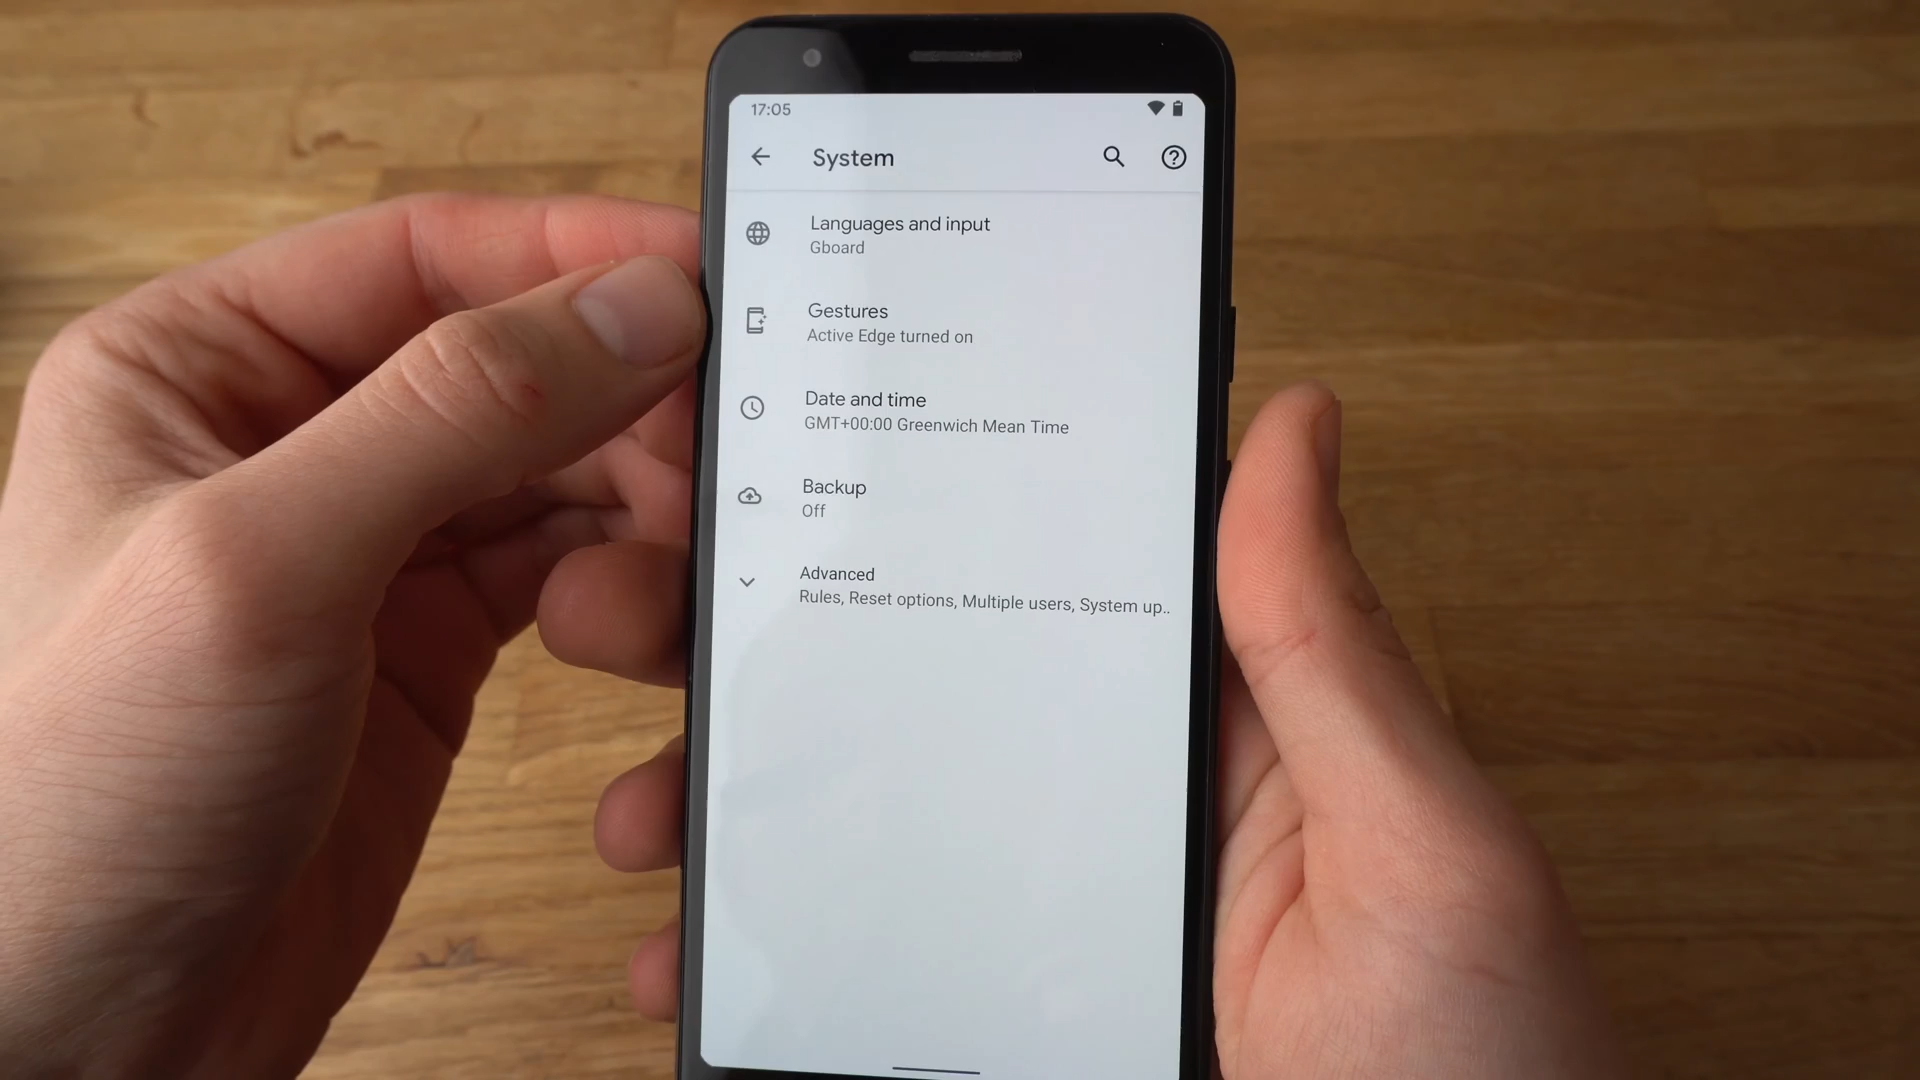 17:05
System
Languages and input
Gboard
Gestures
Active Edge turned on
Date and time
GMT+00:00 Greenwich Mean Time
Backup
Off
Advanced
Rules, Reset options, Multiple users, System up..